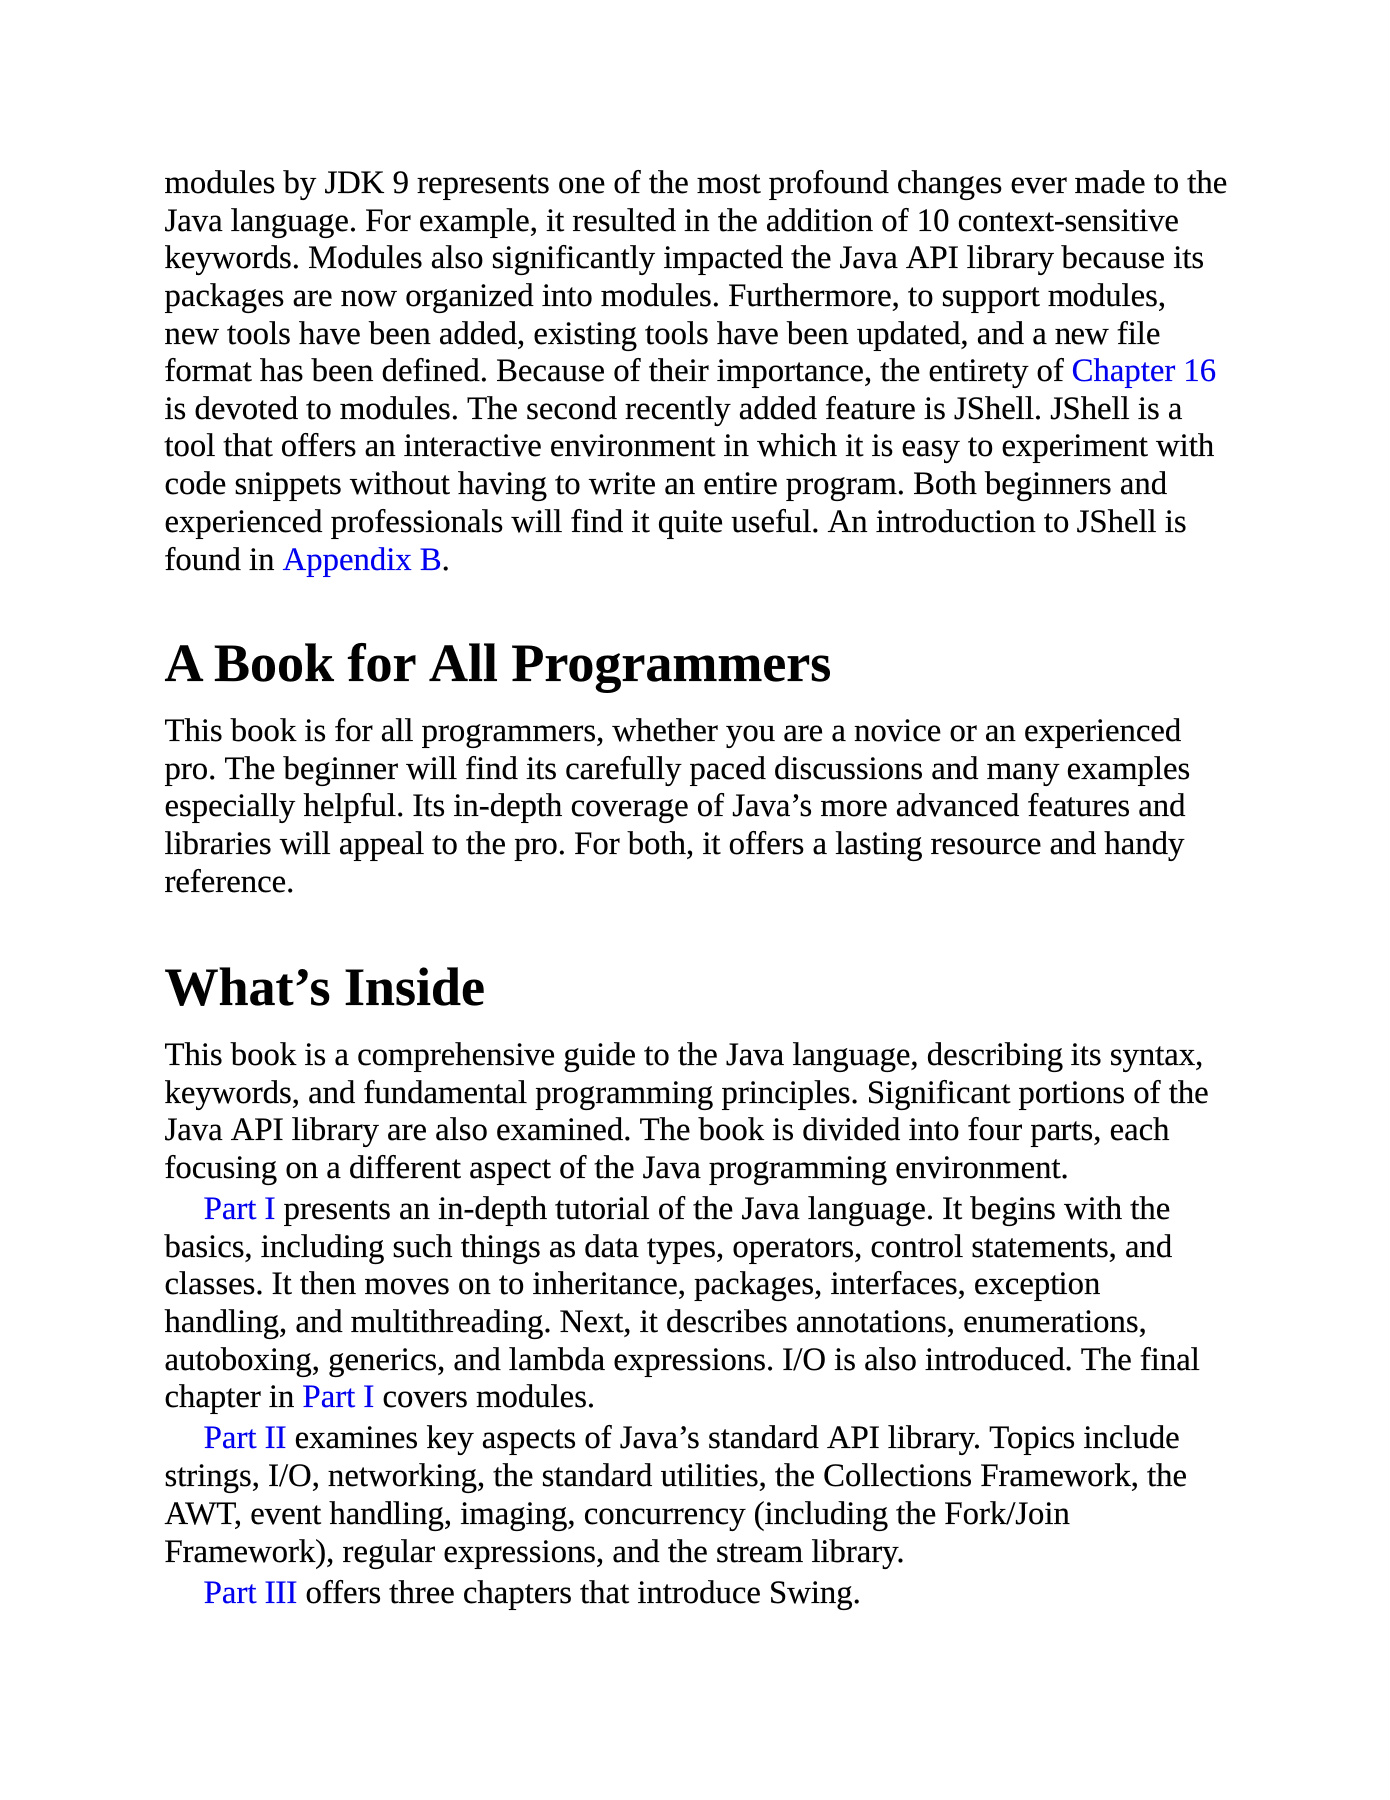 modules by JDK 9 represents one of the most profound changes ever made to the
Java language. For example, it resulted in the addition of 10 context-sensitive
keywords. Modules also significantly impacted the Java API library because its
packages are now organized into modules. Furthermore, to support modules,
new tools have been added, existing tools have been updated, and a new file
format has been defined. Because of their importance, the entirety of Chapter 16
is devoted to modules. The second recently added feature is JShell. JShell is a
tool that offers an interactive environment in which it is easy to experiment with
code snippets without having to write an entire program. Both beginners and
experienced professionals will find it quite useful. An introduction to JShell is
found in Appendix B.
A Book for All Programmers
This book is for all programmers, whether you are a novice or an experienced
pro. The beginner will find its carefully paced discussions and many examples
especially helpful. Its in-depth coverage of Java’s more advanced features and
libraries will appeal to the pro. For both, it offers a lasting resource and handy
reference.
What’s Inside
This book is a comprehensive guide to the Java language, describing its syntax,
keywords, and fundamental programming principles. Significant portions of the
Java API library are also examined. The book is divided into four parts, each
focusing on a different aspect of the Java programming environment.
Part I presents an in-depth tutorial of the Java language. It begins with the
basics, including such things as data types, operators, control statements, and
classes. It then moves on to inheritance, packages, interfaces, exception
handling, and multithreading. Next, it describes annotations, enumerations,
autoboxing, generics, and lambda expressions. I/O is also introduced. The final
chapter in Part I covers modules.
Part II examines key aspects of Java’s standard API library. Topics include
strings, I/O, networking, the standard utilities, the Collections Framework, the
AWT, event handling, imaging, concurrency (including the Fork/Join
Framework), regular expressions, and the stream library.
Part III offers three chapters that introduce Swing.